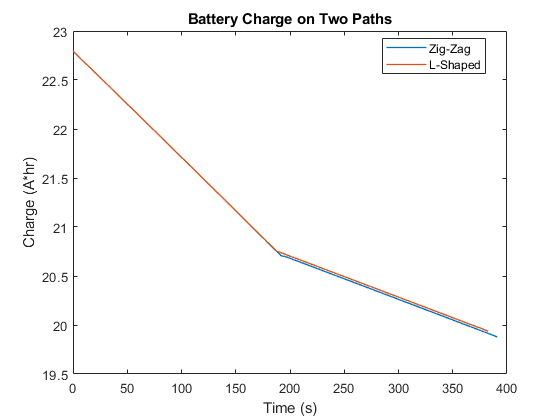 Battery Charge on Two Paths
23
22.5
22
21.5
21
20.5
20
19.5
Charge (A*hr)
Zig-Zag
L-Shaped
0 50 100 150 200 250 300 350 400
Time (s)